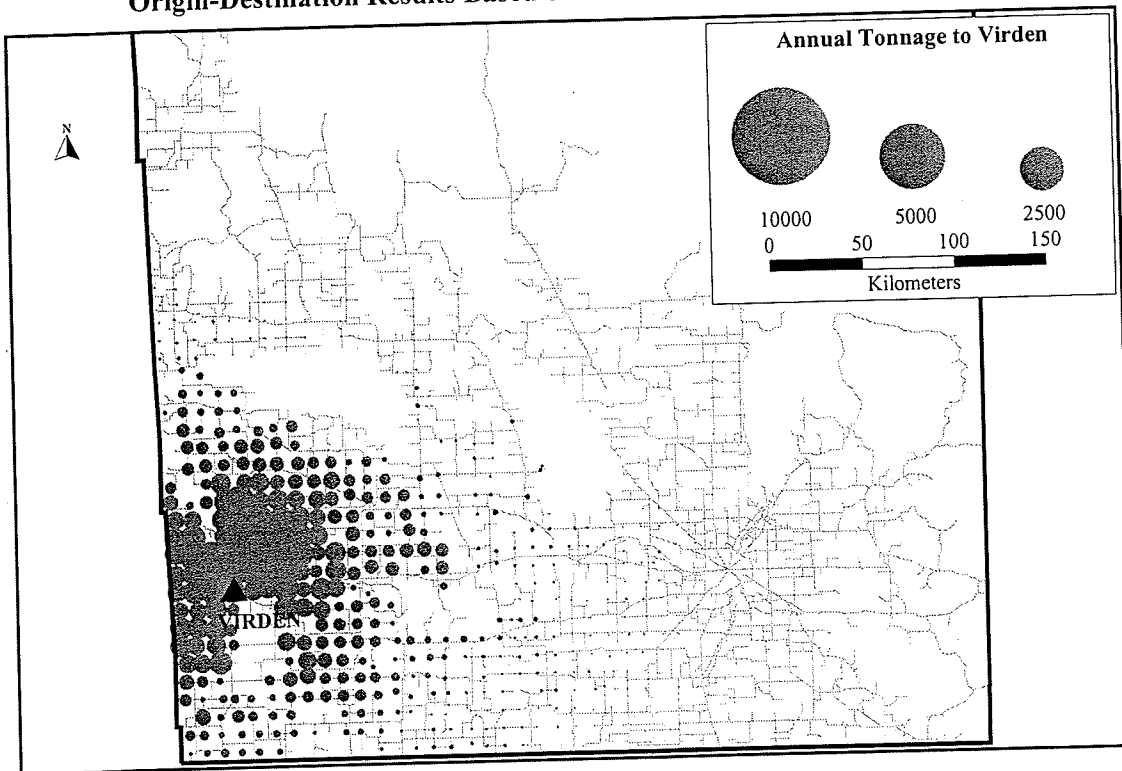 Origin-Destination Results Based
Annual Tonnage to Virden
N
10000 5000 2500
0 50 100 150
Kilometers
VIRDEN